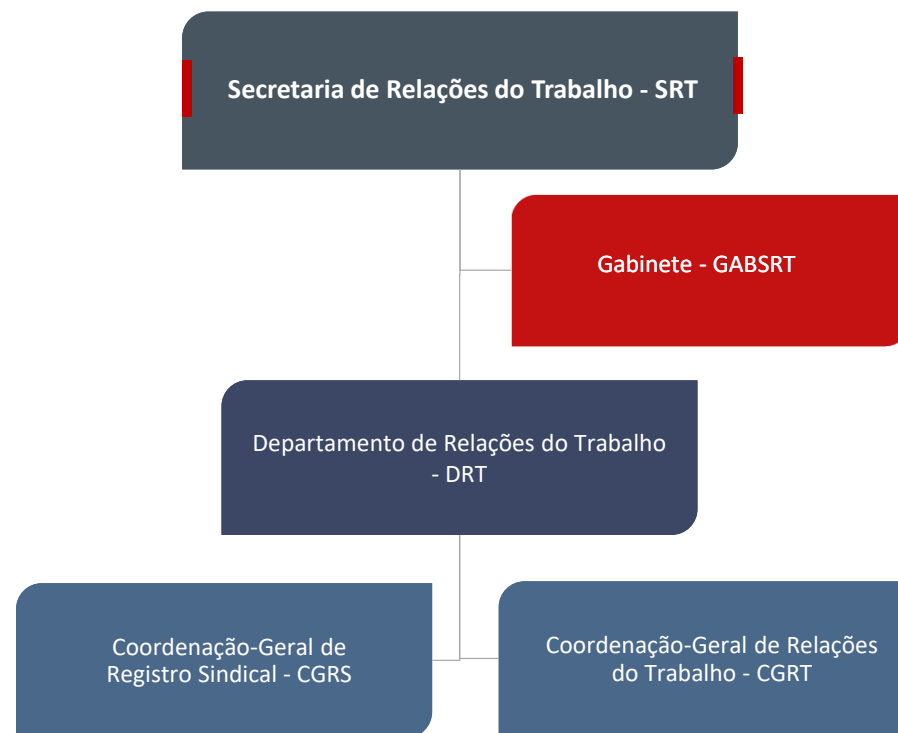 Secretaria de Relações do Trabalho - SRT
Gabinete - GABSRT
Departamento de Relações do Trabalho
- DRT
Coordenação-Geral de
Registro Sindical - CGRS
Coordenação-Geral de Relações
do Trabalho - CGRT